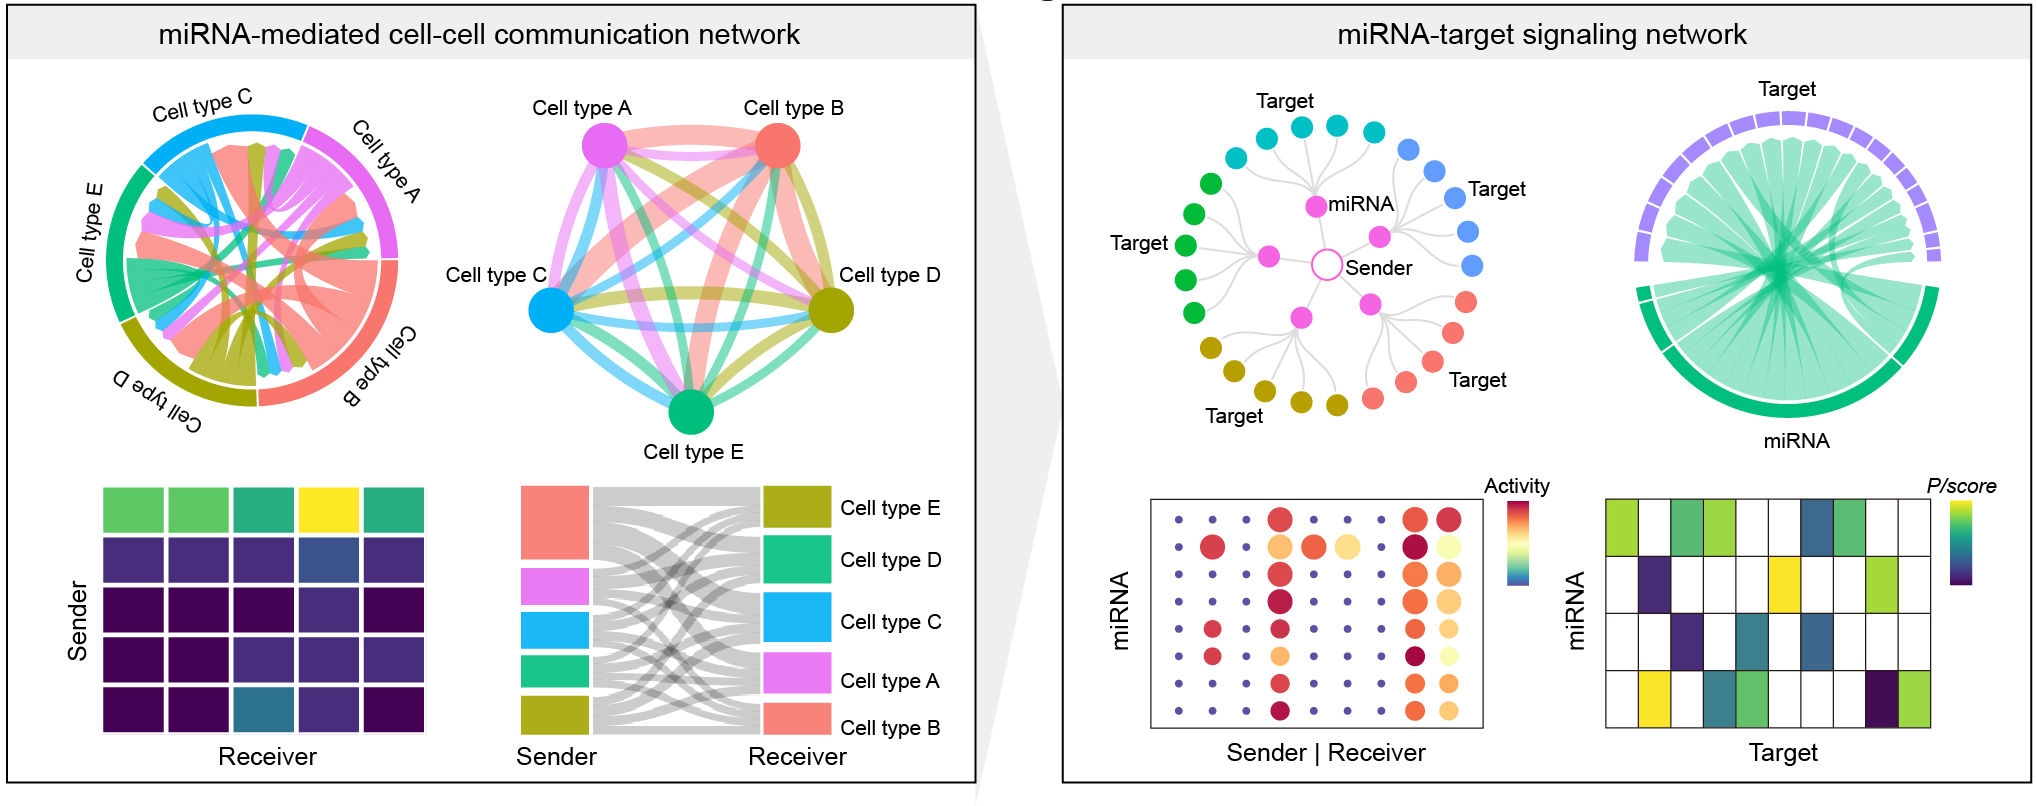 miRNA-mediated cell-cell communication network
Cell type C
Cell type A
Cell type E
Cell type D
Cell type B
Cell type A
Cell type B
Cell type C
Cell type D
Cell type E
Sender
Receiver
Cell type E
Cell type D
Cell type C
Cell type A
Cell type B
Sender
Receiver
miRNA-target signaling network
Target
miRNA
Target
Target
Sender
Target
Target
Target
miRNA
Activity
miRNA
Sender | Receiver
P/score
miRNA
Target